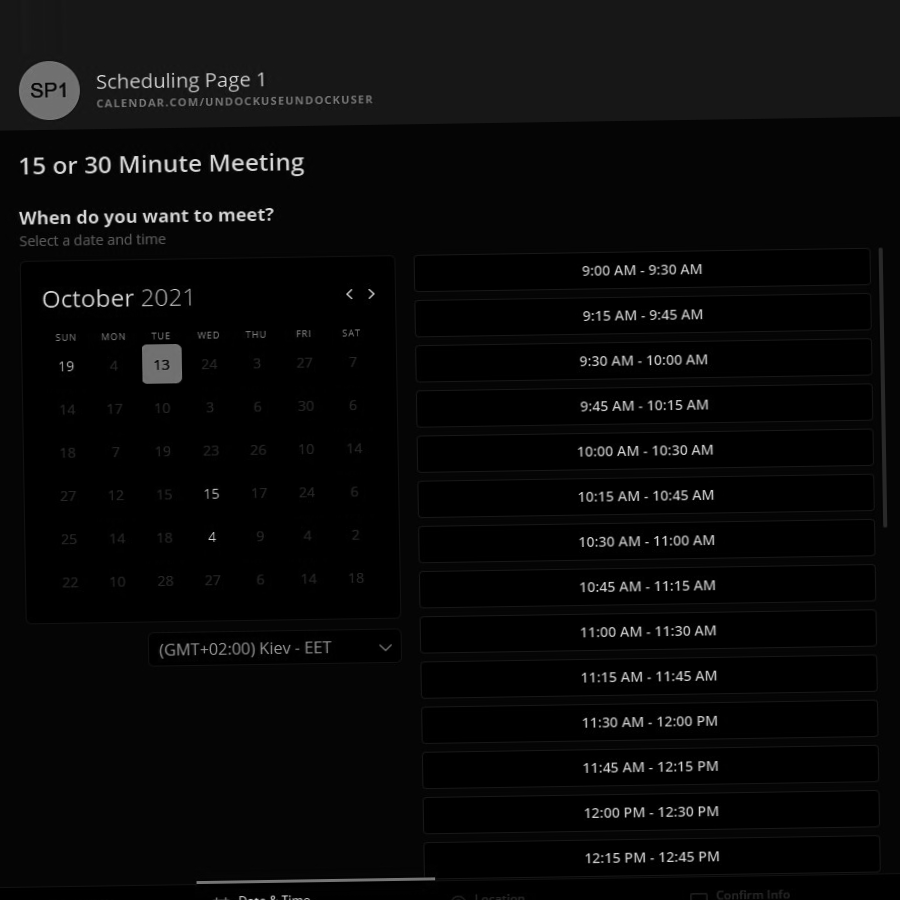 SP1
Scheduling Page 1
CALENDAR.COM/UNDOCKUSEUNDOCKUSER
15 or 30 Minute Meeting
When do you want to meet?
Select a date and time
October 2021
SUN MON TUE WED THU FRI SAT
19 4 13 24 3 27 7
14 17 10 3 6 30 6
18 7 19 23 26 10 14
27 12 15 15 17 24 6
25 14 18 4 9 4 2
22 10 28 27 6 14 18
(GMT+02:00) Kiev - EET
9:00 AM - 9:30 AM
9:15 AM - 9:45 AM
9:30 AM - 10:00 AM
9:45 AM - 10:15 AM
10:00 AM - 10:30 AM
10:15 AM - 10:45 AM
10:30 AM - 11:00 AM
10:45 AM - 11:15 AM
11:00 AM - 11:30 AM
11:15 AM - 11:45 AM
11:30 AM - 12:00 PM
11:45 AM - 12:15 PM
12:00 PM - 12:30 PM
12:15 PM - 12:45 PM
Date & Time Location Confirm Info